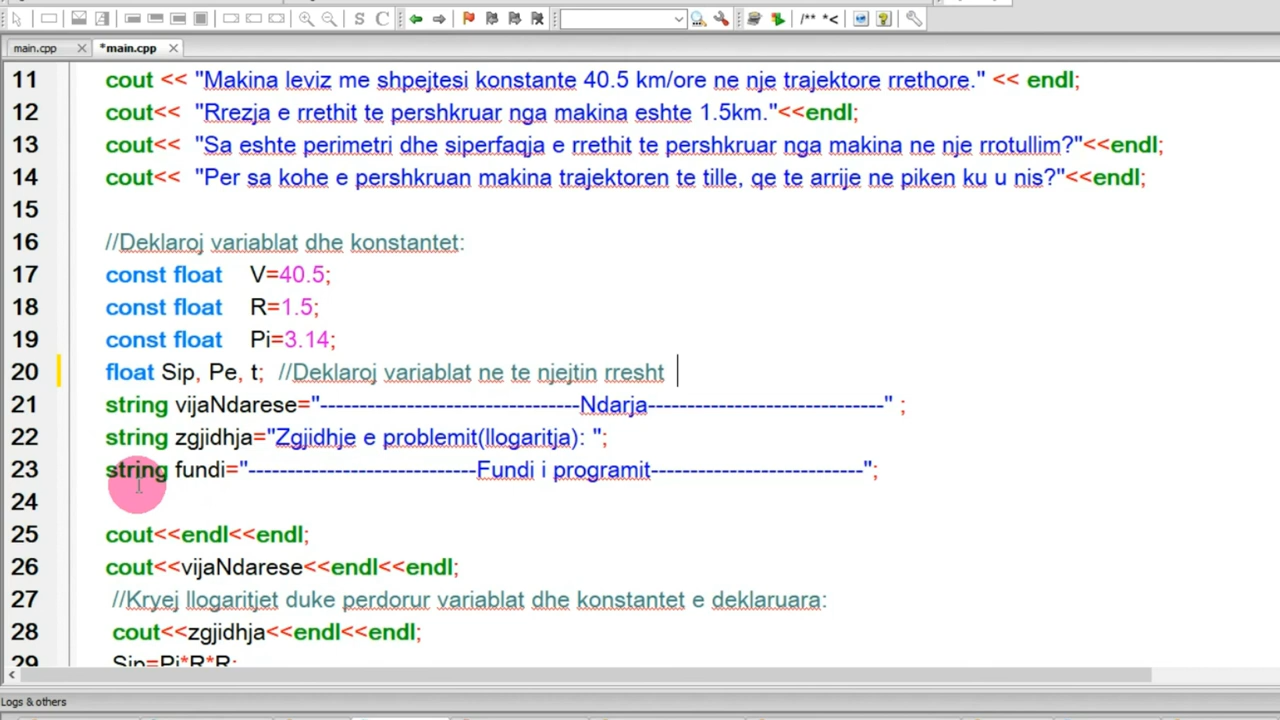 main.cpp
*main.cpp
11 cout << "Makina leviz me shpejtesi konstante 40.5 km/ore ne nje trajektore rrethore." << endl;
12 cout<< "Rrezja e rrethit te pershkruar nga makina eshte 1.5km."<<endl;
13 cout<< "Sa eshte perimetri dhe siperfaqja e rrethit te pershkruar nga makina ne nje rrotullim?"<<endl;
14 cout<< "Per sa kohe e pershkruan makina trajektoren te tille, qe te arrije ne piken ku u nis?"<<endl;
15
16 //Deklaroj variablat dhe konstantet:
17 const float V=40.5;
18 const float R=1.5;
19 const float Pi=3.14;
20 float Sip, Pe, t; //Deklaroj variablat ne te njejtin rresht
21 string vijaNdarese="---------------------------------Ndarja------------------------------" ;
22 string zgjidhja="Zgjidhje e problemit(llogaritja): ";
23 string fundi="-----------------------------Fundi i programit---------------------------";
24
25 cout<<endl<<endl;
26 cout<<vijaNdarese<<endl<<endl;
27 //Kryej llogaritjet duke perdorur variablat dhe konstantet e deklaruara:
28 cout<<zgjidhja<<endl<<endl;
29 Sip=Pi*R*R;
Logs & others